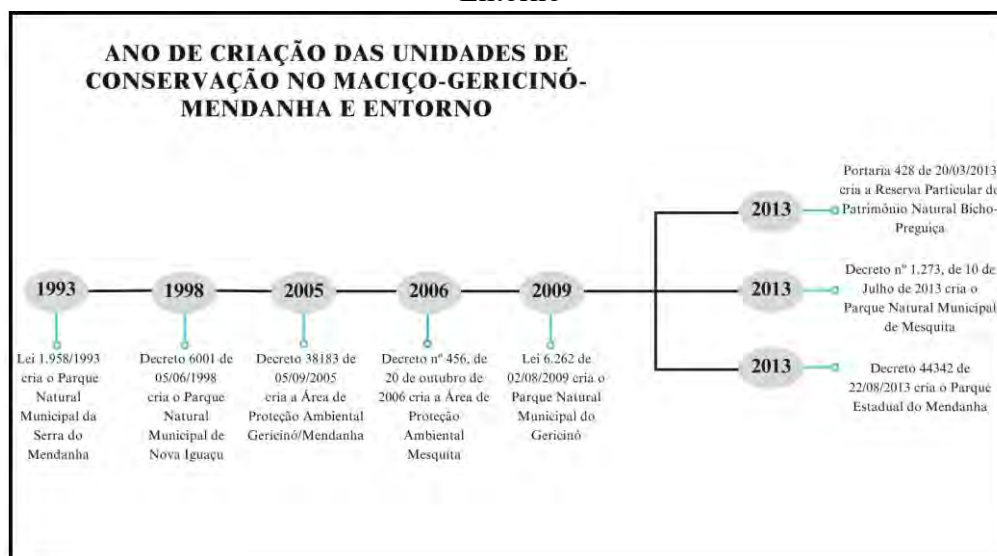 Entorno
ANO DE CRIAÇÃO DAS UNIDADES DE
CONSERVAÇÃO NO MACIÇO-GERICINÓ-
MENDANHA E ENTORNO
1993
Lei 1.958/1993
cria o Parque
Natural
Municipal da
Serra do
Mendanha
1998
Decreto 6001 de
05/06/1998
cria o Parque
Natural
Municipal de
Nova Iguaçu
2005
Decreto 38183 de
05/09/2005
cria a Área de
Proteção Ambiental
Gericinó/Mendanha
2006
Decreto nº 456, de
20 de outubro de
2006 cria a Área de
Proteção
Ambiental
Mesquita
2009
Lei 6.262 de
02/08/2009 cria o
Parque Natural
Municipal do
Gericinó
2013
Portaria 428 de 20/03/2013
cria a Reserva Particular do
Patrimônio Natural Bicho-
Preguiça
2013
Decreto nº 1.273, de 10 de
Julho de 2013 cria o
Parque Natural Municipal
de Mesquita
2013
Decreto 44342 de
22/08/2013 cria o Parque
Estadual do Mendanha